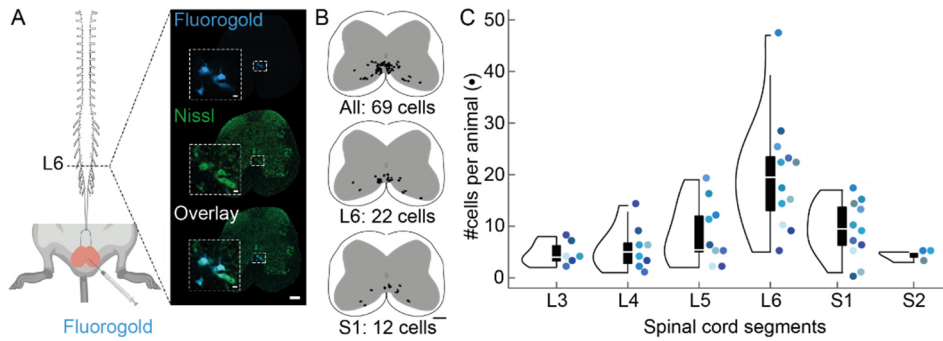 A
L6
Fluorogold
Fluorogold
Nissl
Overlay
B
All: 69 cells
L6: 22 cells
S1: 12 cells
C
#cells per animal (•)
50
40
30
20
10
0
L3 L4 L5 L6 S1 S2
Spinal cord segments